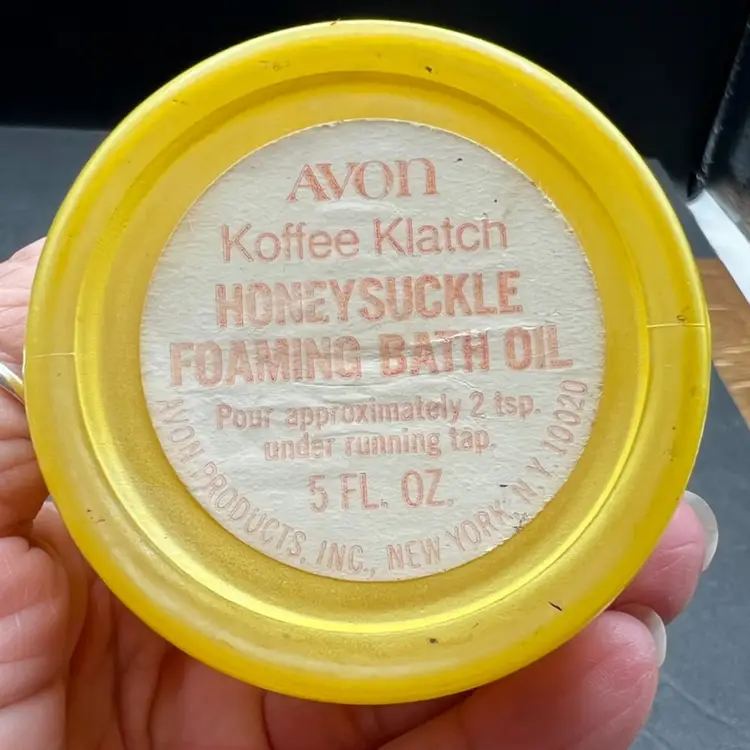 AVON
Koffee Klatch
HONEYSUCKLE
FOAMING BATH OIL
Pour approximately 2 tsp.
under running tap.
5 FL. OZ.
AVON PRODUCTS, INC., NEW YORK, N.Y. 10020